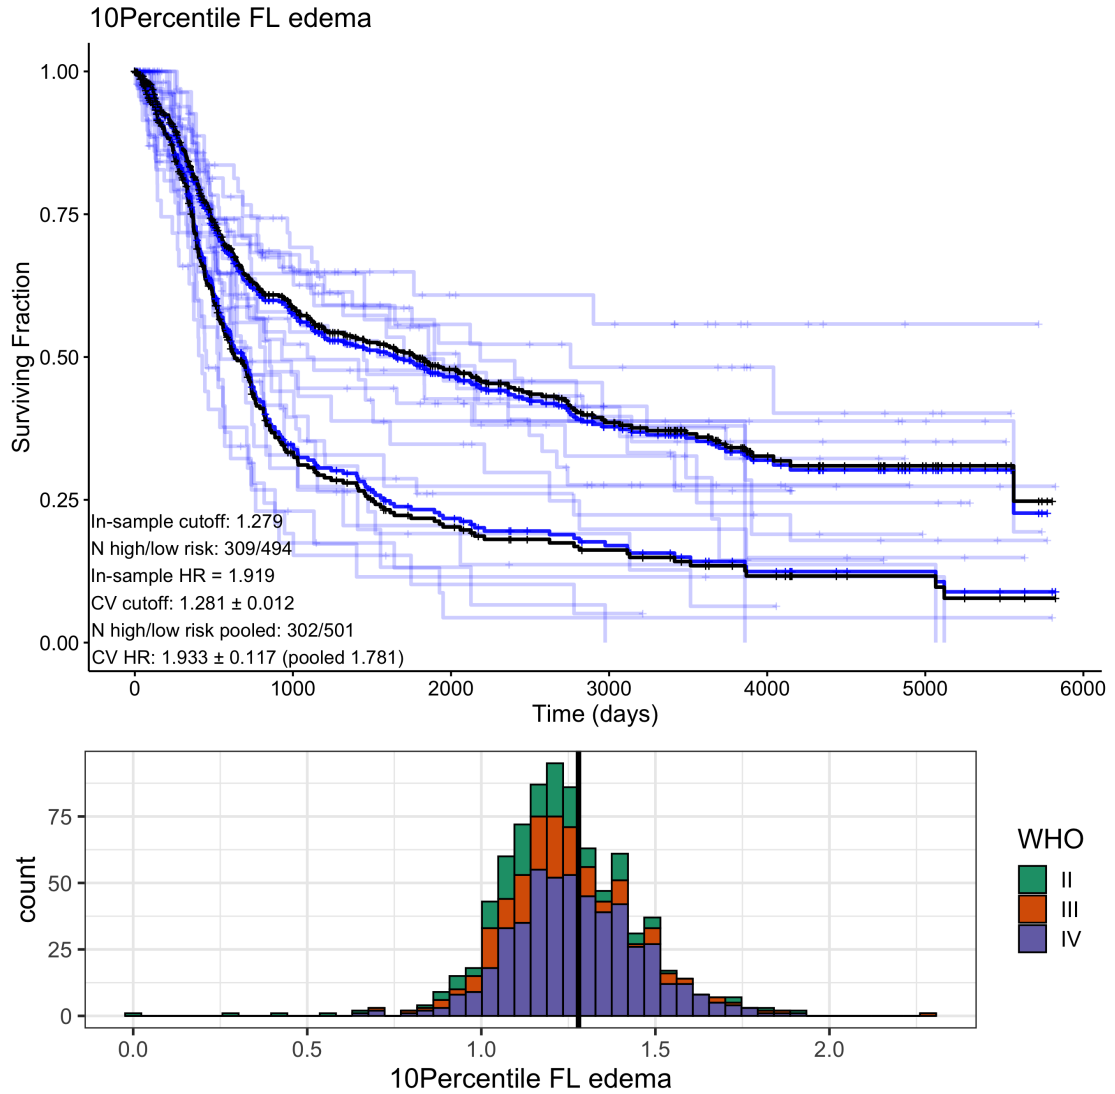 10Percentile FL edema
1.00
0.75
0.50
0.25
0.00
Surviving Fraction
In-sample cutoff: 1.279
N high/low risk: 309/494
In-sample HR = 1.919
CV cutoff: 1.281 ± 0.012
N high/low risk pooled: 302/501
CV HR: 1.933 ± 0.117 (pooled 1.781)
0 1000 2000 3000 4000 5000 6000
Time (days)
75
50
25
0
count
0.0 0.5 1.0 1.5 2.0
10Percentile FL edema
WHO
II
III
IV